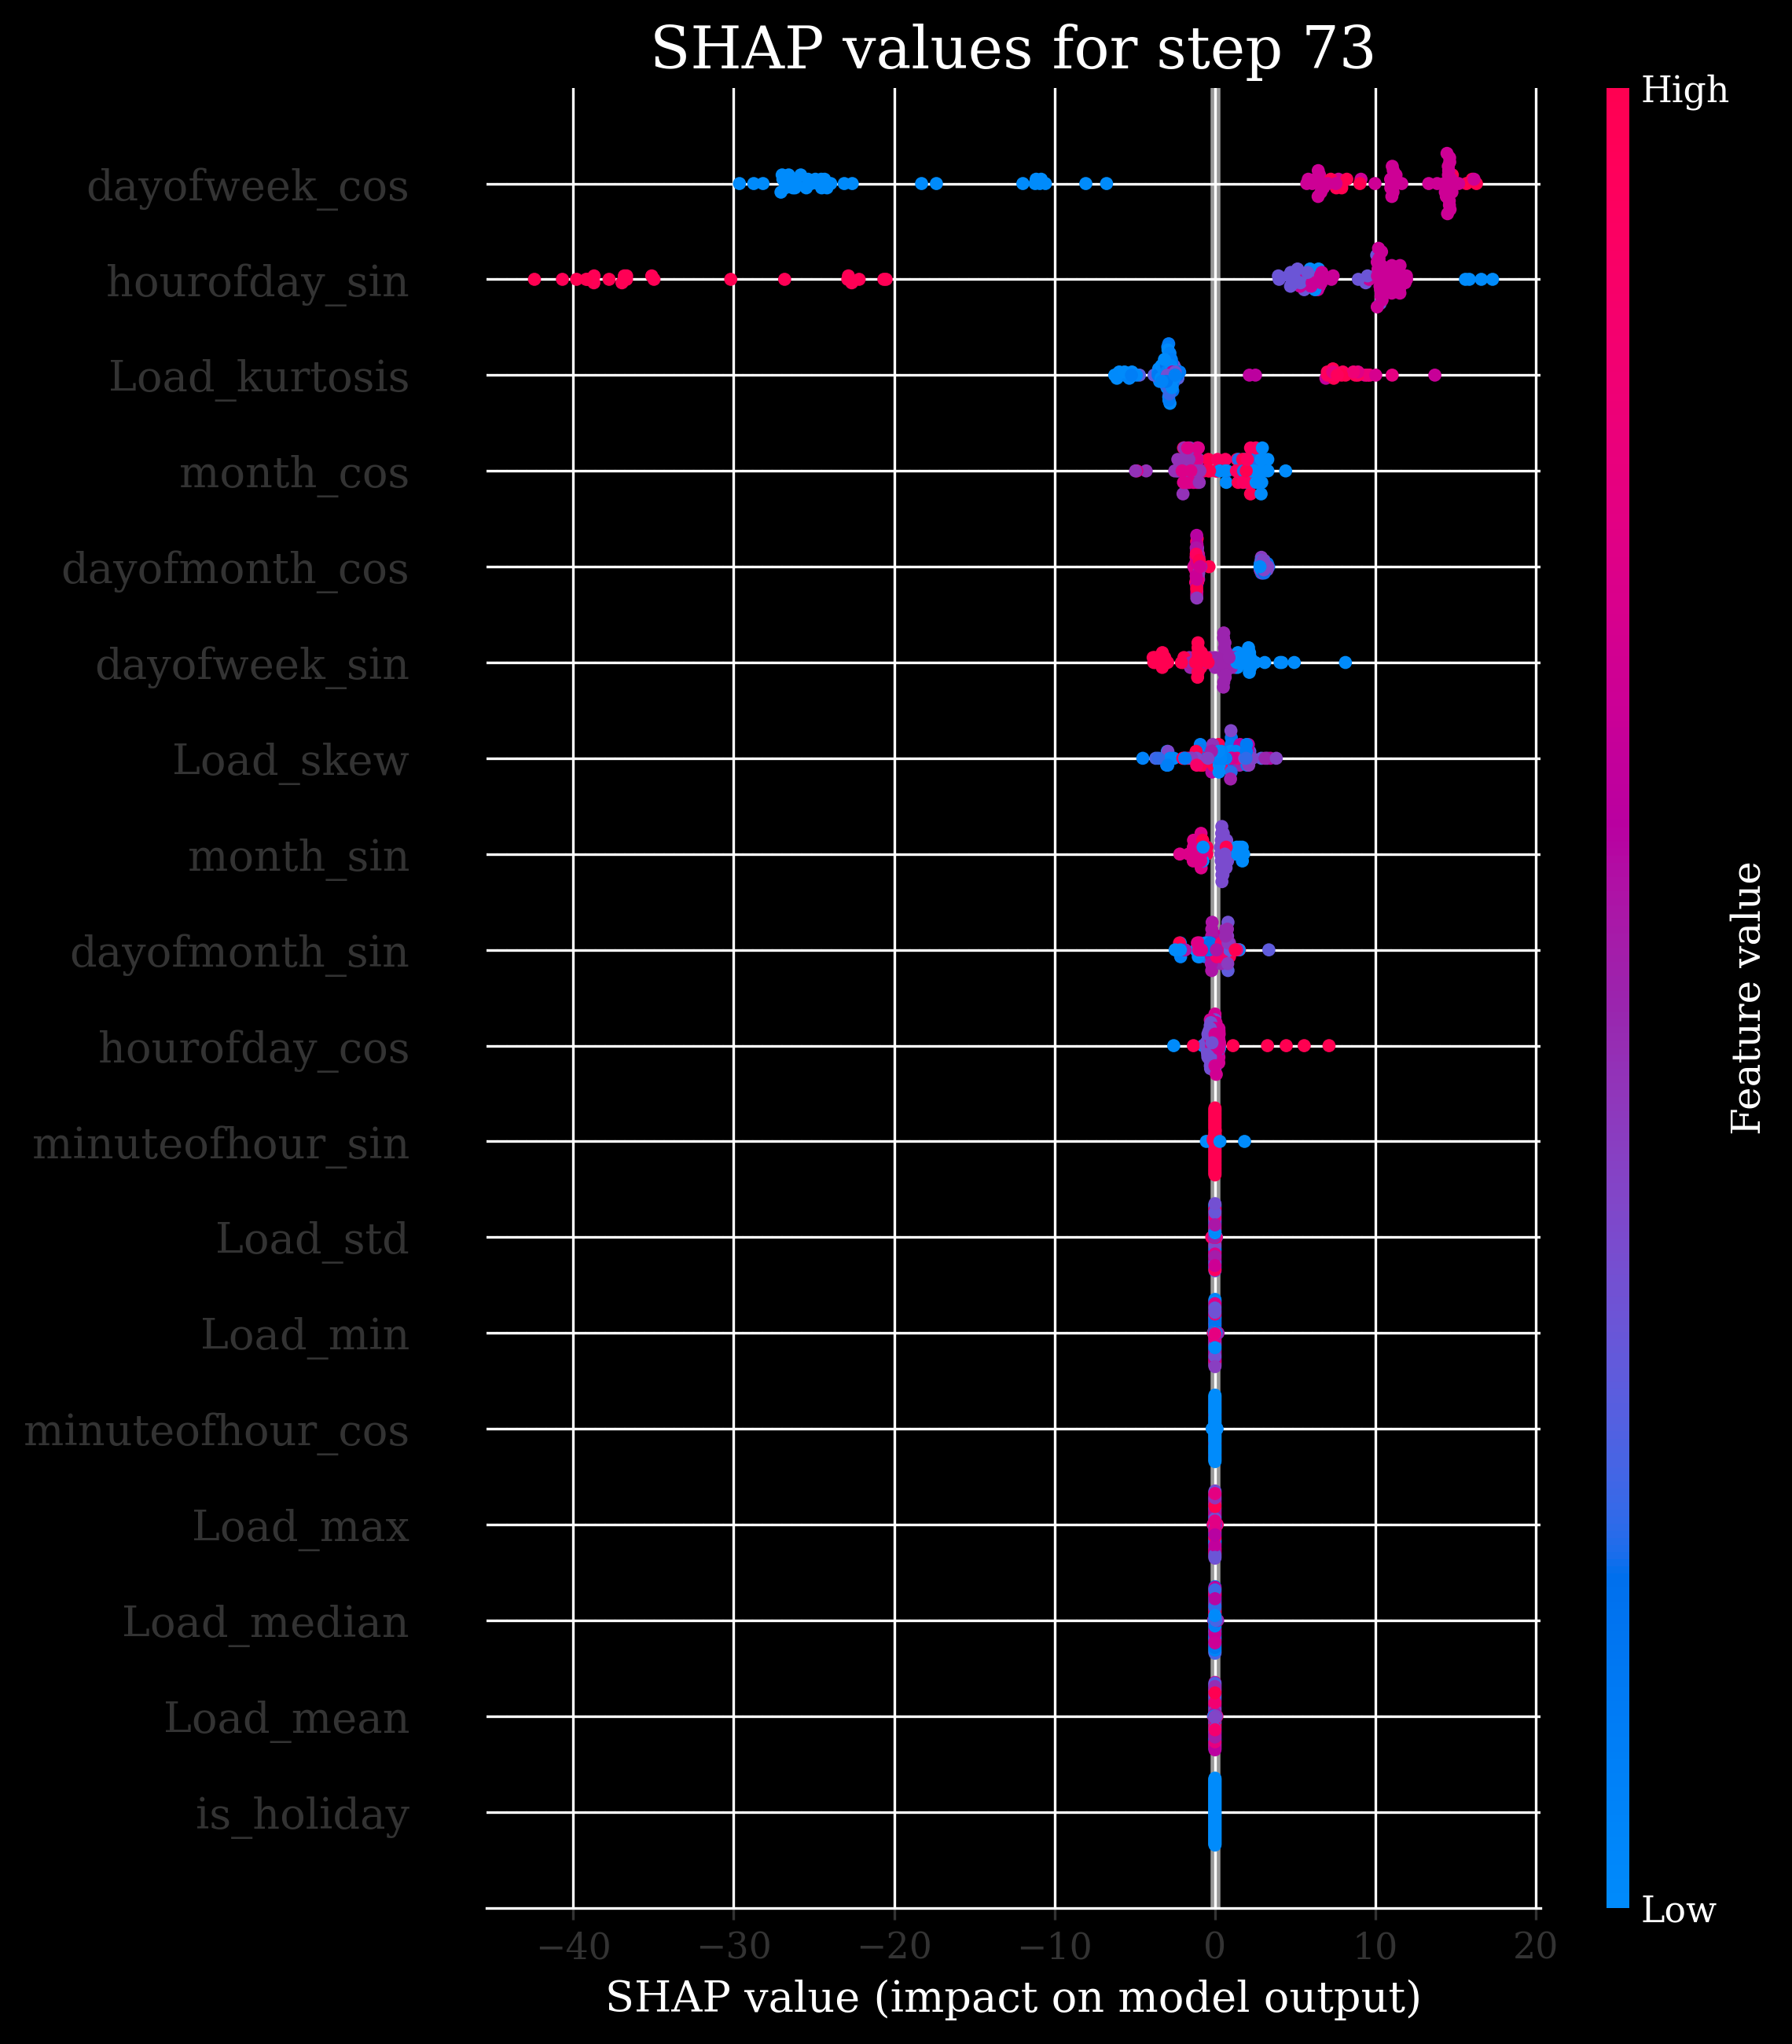 SHAP values for step 73
High
dayofweek_cos
hourofday_sin
Load_kurtosis
month_cos
dayofmonth_cos
dayofweek_sin
Load_skew
month_sin
dayofmonth_sin
hourofday_cos
minuteofhour_sin
Load_std
Load_min
minuteofhour_cos
Load_max
Load_median
Load_mean
is_holiday
Feature value
Low
−40 −30 −20 −10 0 10 20
SHAP value (impact on model output)